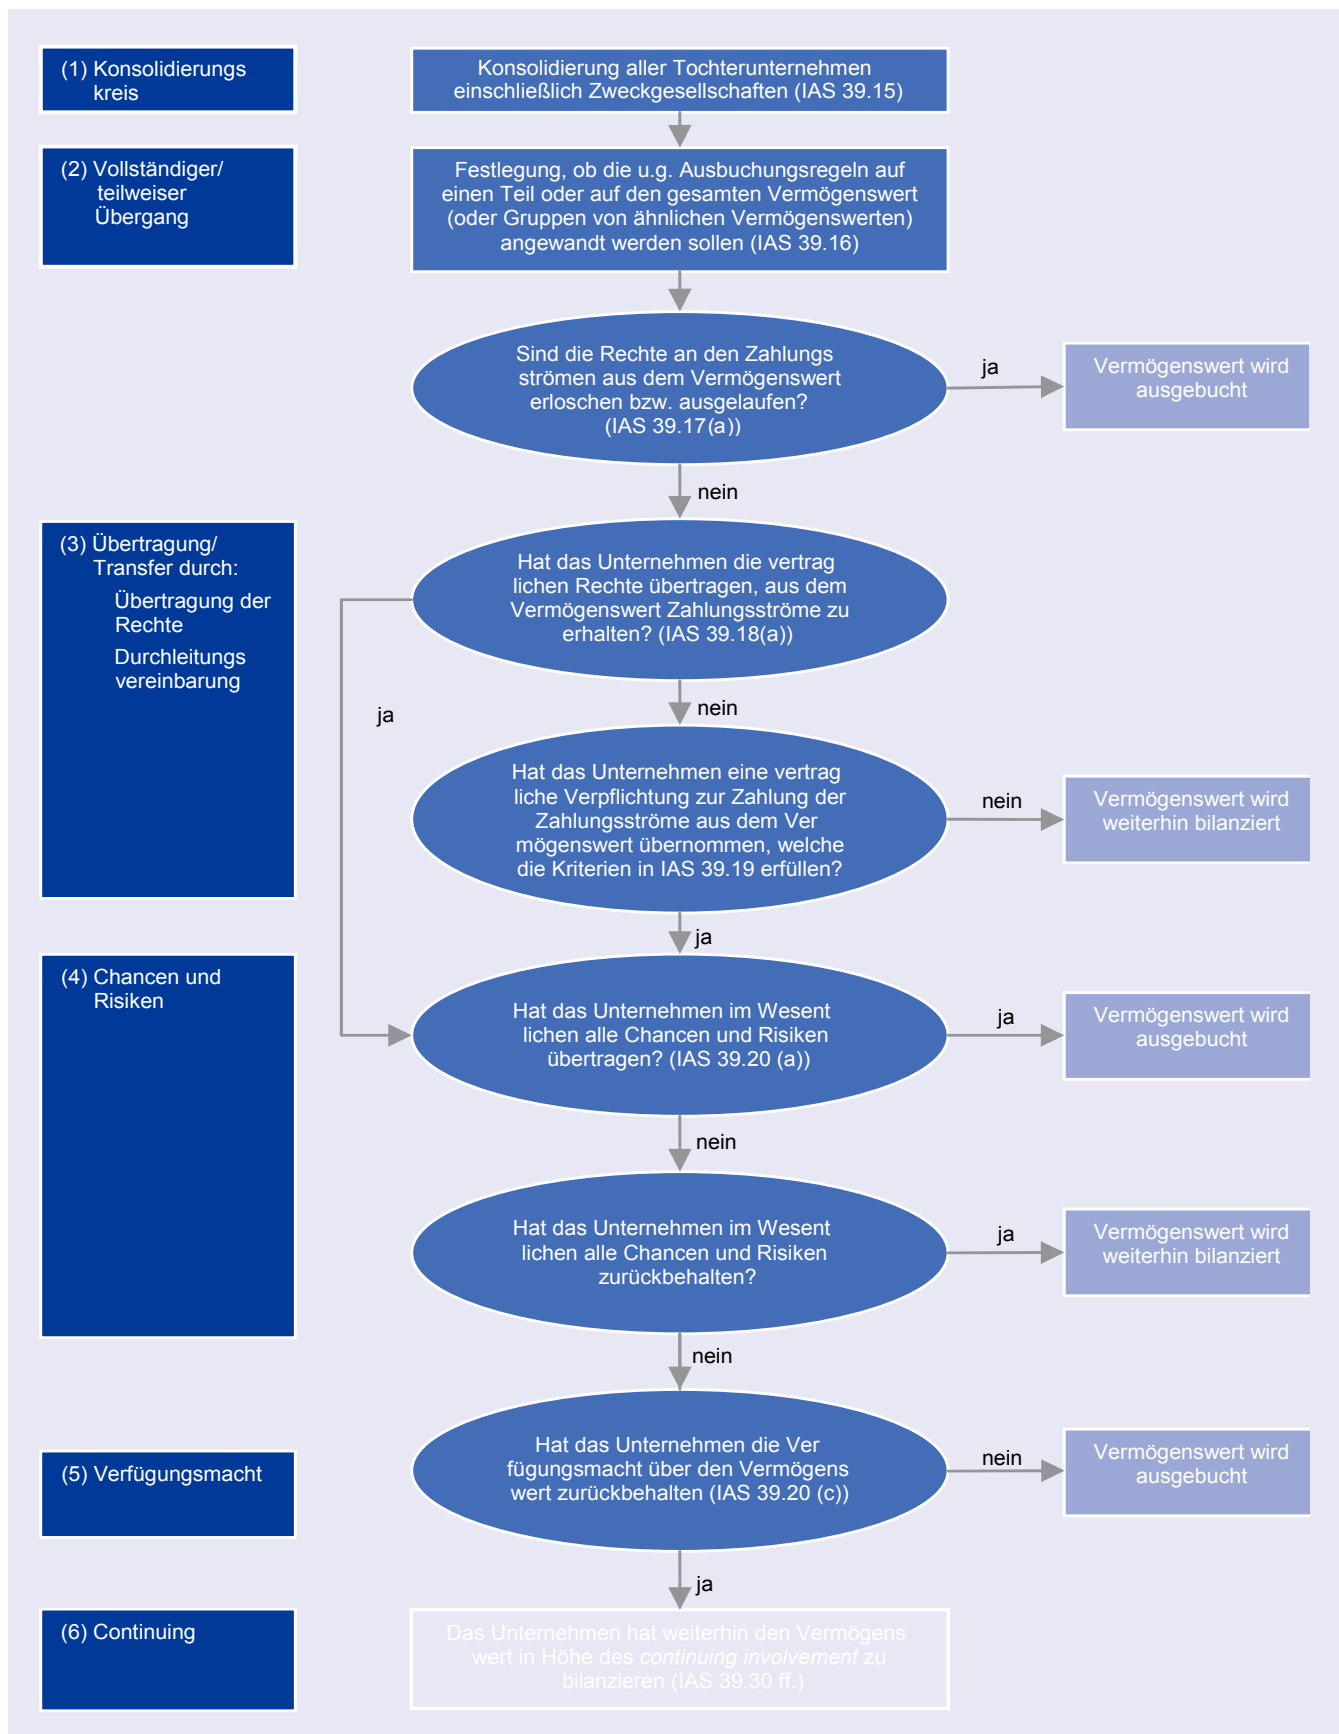 (1) Konsolidierungs
kreis
Konsolidierung aller Tochterunternehmen
einschließlich Zweckgesellschaften (IAS 39.15)
(2) Vollständiger/
teilweiser
Übergang
Festlegung, ob die u.g. Ausbuchungsregeln auf
einen Teil oder auf den gesamten Vermögenswert
(oder Gruppen von ähnlichen Vermögenswerten)
angewandt werden sollen (IAS 39.16)
Sind die Rechte an den Zahlungs
strömen aus dem Vermögenswert
erloschen bzw. ausgelaufen?
(IAS 39.17(a))
ja
Vermögenswert wird
ausgebucht
nein
(3) Übertragung/
Transfer durch:
Übertragung der
Rechte
Durchleitungs
vereinbarung
Hat das Unternehmen die vertrag
lichen Rechte übertragen, aus dem
Vermögenswert Zahlungsströme zu
erhalten? (IAS 39.18(a))
ja
nein
Hat das Unternehmen eine vertrag
liche Verpflichtung zur Zahlung der
Zahlungsströme aus dem Ver
mögenswert übernommen, welche
die Kriterien in IAS 39.19 erfüllen?
nein
Vermögenswert wird
weiterhin bilanziert
ja
(4) Chancen und
Risiken
Hat das Unternehmen im Wesent
lichen alle Chancen und Risiken
übertragen? (IAS 39.20 (a))
ja
Vermögenswert wird
ausgebucht
nein
Hat das Unternehmen im Wesent
lichen alle Chancen und Risiken
zurückbehalten?
ja
Vermögenswert wird
weiterhin bilanziert
nein
(5) Verfügungsmacht
Hat das Unternehmen die Ver
fügungsmacht über den Vermögens
wert zurückbehalten (IAS 39.20 (c))
nein
Vermögenswert wird
ausgebucht
ja
(6) Continuing
Das Unternehmen hat weiterhin den Vermögens
wert in Höhe des continuing involvement zu
bilanzieren (IAS 39.30 ff.)